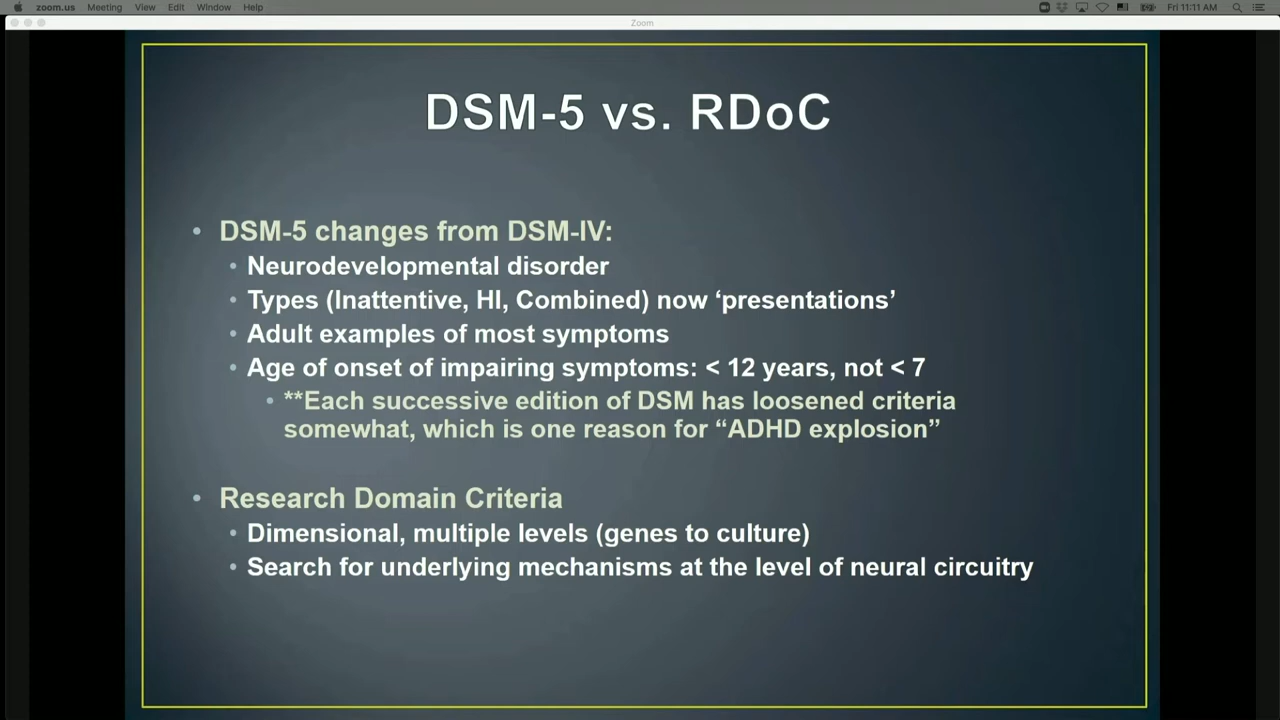 zoom.us Meeting View Edit Window Help Fri 11:11 AM
Zoom
DSM-5 vs. RDoC
• DSM-5 changes from DSM-IV:
• Neurodevelopmental disorder
• Types (Inattentive, HI, Combined) now ‘presentations’
• Adult examples of most symptoms
• Age of onset of impairing symptoms: < 12 years, not < 7
• **Each successive edition of DSM has loosened criteria
somewhat, which is one reason for “ADHD explosion”
• Research Domain Criteria
• Dimensional, multiple levels (genes to culture)
• Search for underlying mechanisms at the level of neural circuitry